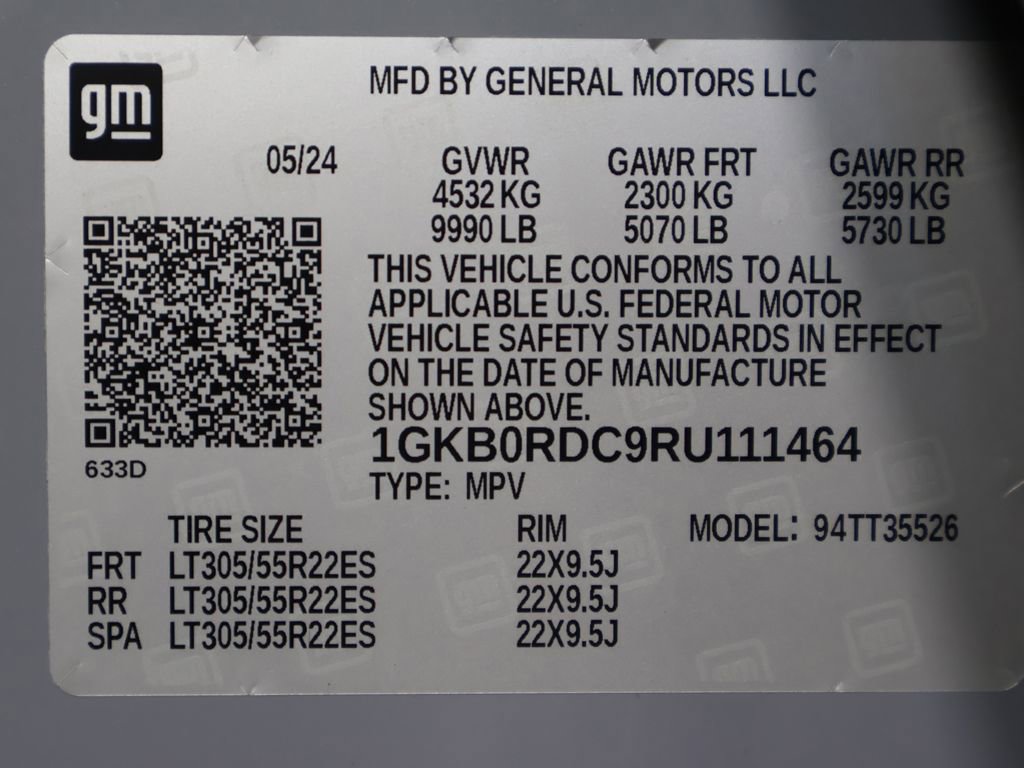 gm
MFD BY GENERAL MOTORS LLC
05/24 GVWR GAWR FRT GAWR RR
4532 KG 2300 KG 2599 KG
9990 LB 5070 LB 5730 LB
THIS VEHICLE CONFORMS TO ALL
APPLICABLE U.S. FEDERAL MOTOR
VEHICLE SAFETY STANDARDS IN EFFECT
ON THE DATE OF MANUFACTURE
SHOWN ABOVE.
1GKB0RDC9RU111464
633D
TYPE: MPV
TIRE SIZE RIM MODEL: 94TT35526
FRT LT305/55R22ES 22X9.5J
RR LT305/55R22ES 22X9.5J
SPA LT305/55R22ES 22X9.5J